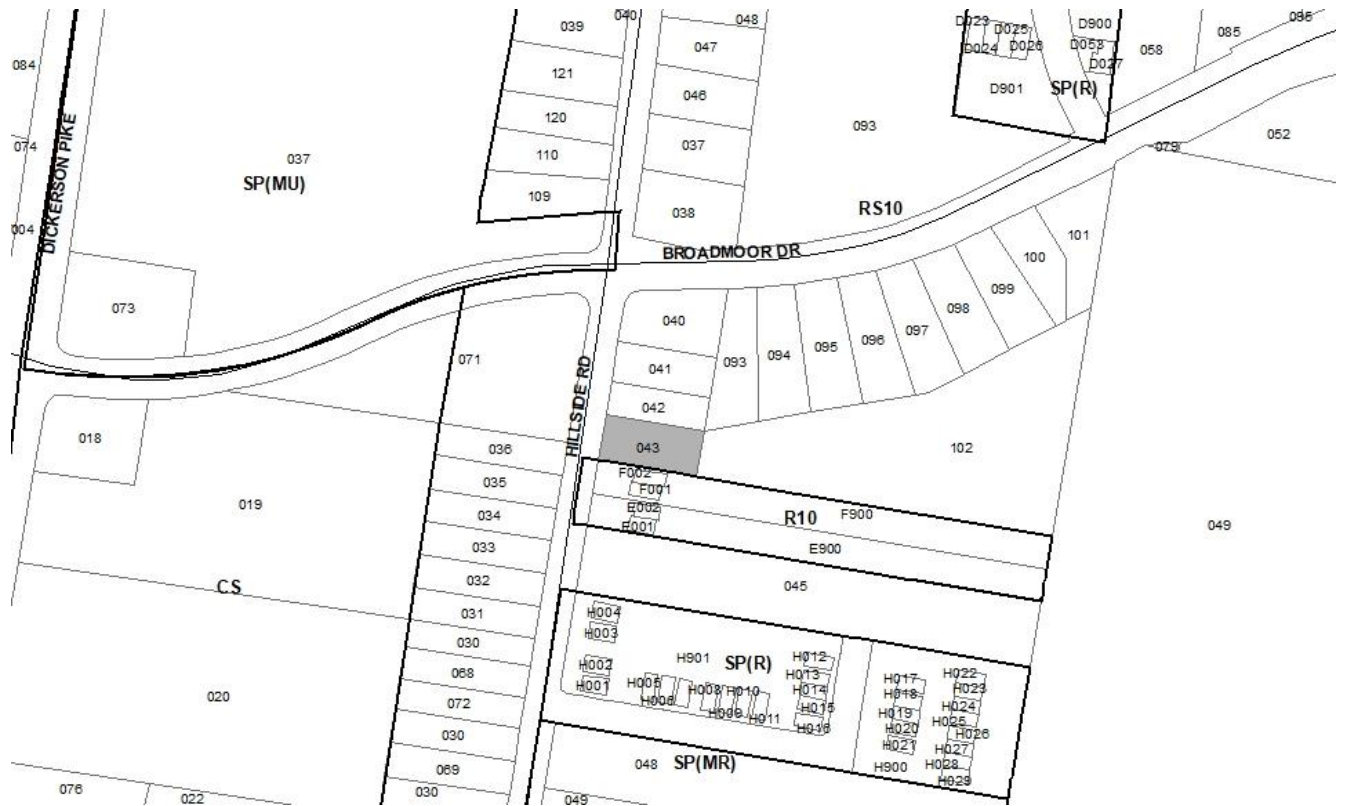 039
040
048
D023
D025
D900
085
095
084
047
D024
D026
D053
058
121
D027
046
D901
SP(R)
120
093
052
074
037
037
079
110
SP(MU)
109
RS10
038
004
DICKERSON PIKE
101
BROADMOOR DR
100
099
098
073
040
097
096
095
094
093
071
041
HILLSIDE RD
042
018
036
043
102
035
F002
F001
019
034
E002
R10
F900
049
E001
033
E900
032
045
CS
031
H004
030
H003
H901
H012
068
H002
SP(R)
H013
H017
H022
H001
H005
H008
H010
H014
H018
H023
020
072
H006
H009
H011
H015
H019
H024
H016
H020
H025
H026
030
H021
H027
069
048
SP(MR)
H900
H028
H029
076
022
030
049